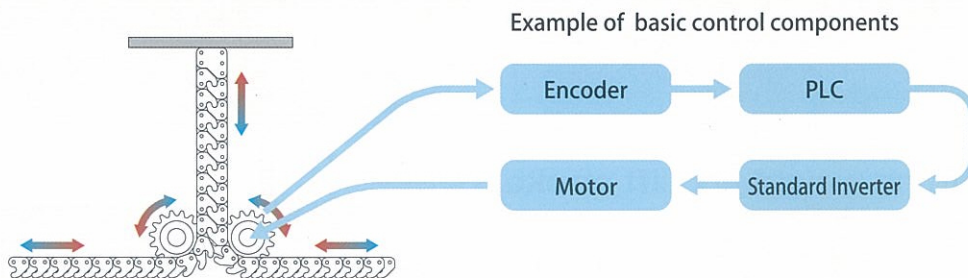 Example of basic control components
Encoder
PLC
Motor
Standard Inverter